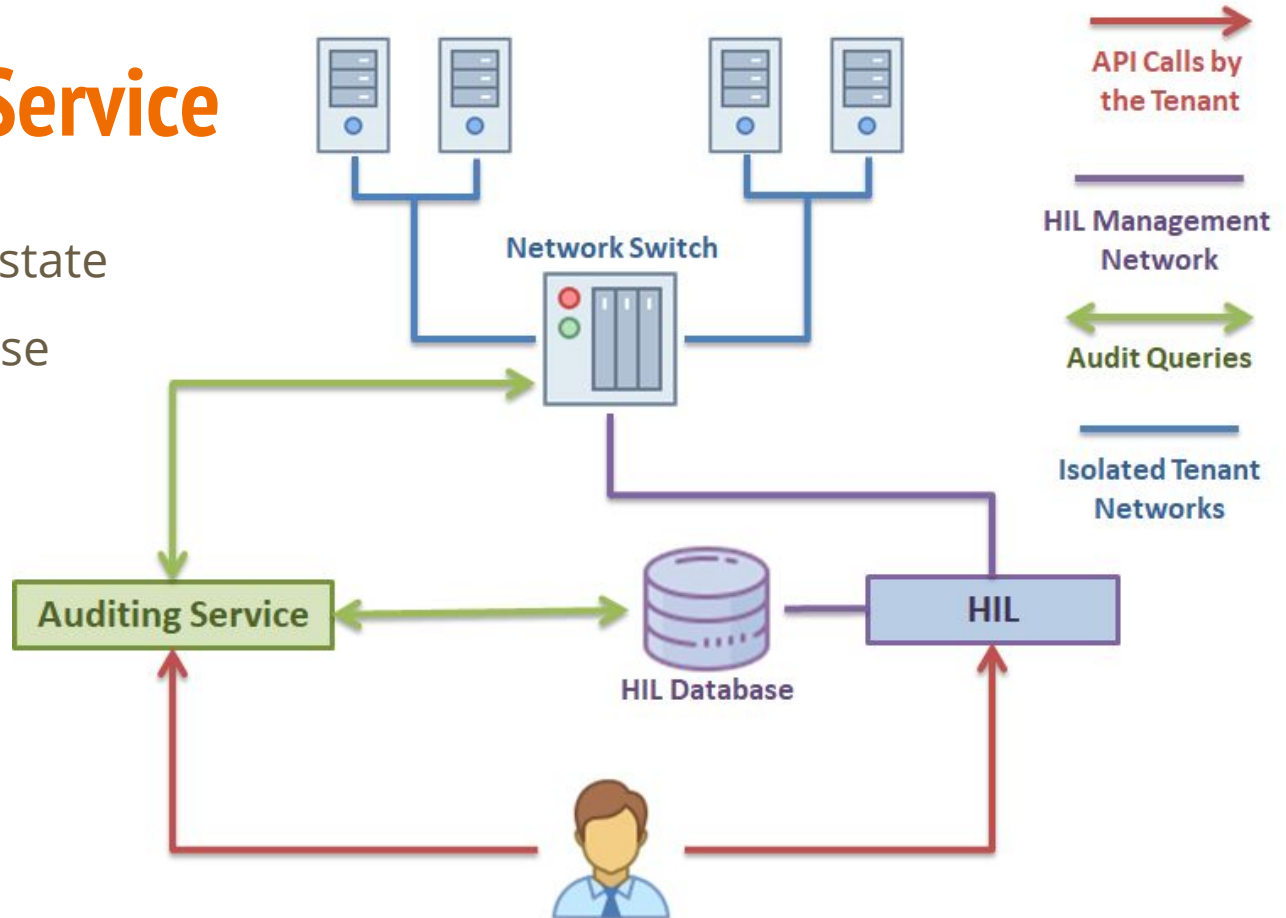 Service
state
se
Network Switch
API Calls by
the Tenant
HIL Management
Network
Audit Queries
Isolated Tenant
Networks
Auditing Service
HIL Database
HIL